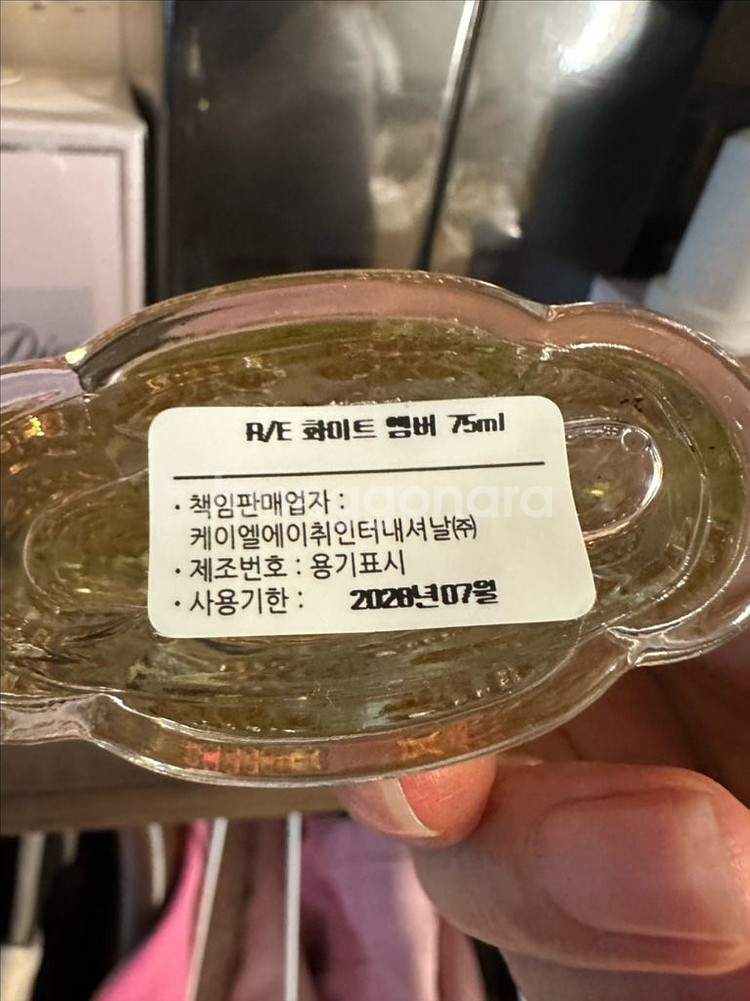 A/E 화이트 엠버 75ml
· 책임판매업자 :
케이엘에이취인터내셔날㈜
· 제조번호 : 용기표시
· 사용기한 : 2028년 07월